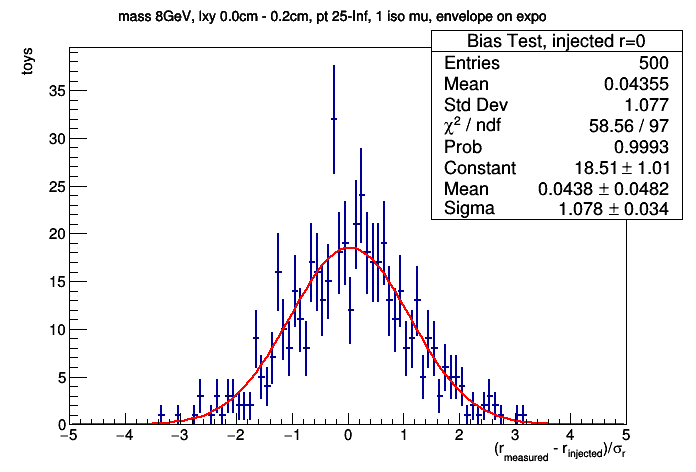 mass 8GeV, lxy 0.0cm - 0.2cm, pt 25-Inf, 1 iso mu, envelope on expo
Bias Test, injected r=0
Entries 500
Mean 0.04355
Std Dev 1.077
χ² / ndf 58.56 / 97
Prob 0.9993
Constant 18.51 ± 1.01
Mean 0.0438 ± 0.0482
Sigma 1.078 ± 0.034
toys
35
30
25
20
15
10
5
0
−5 −4 −3 −2 −1 0 1 2 3 4 5
(r_measured - r_injected)/σ_r